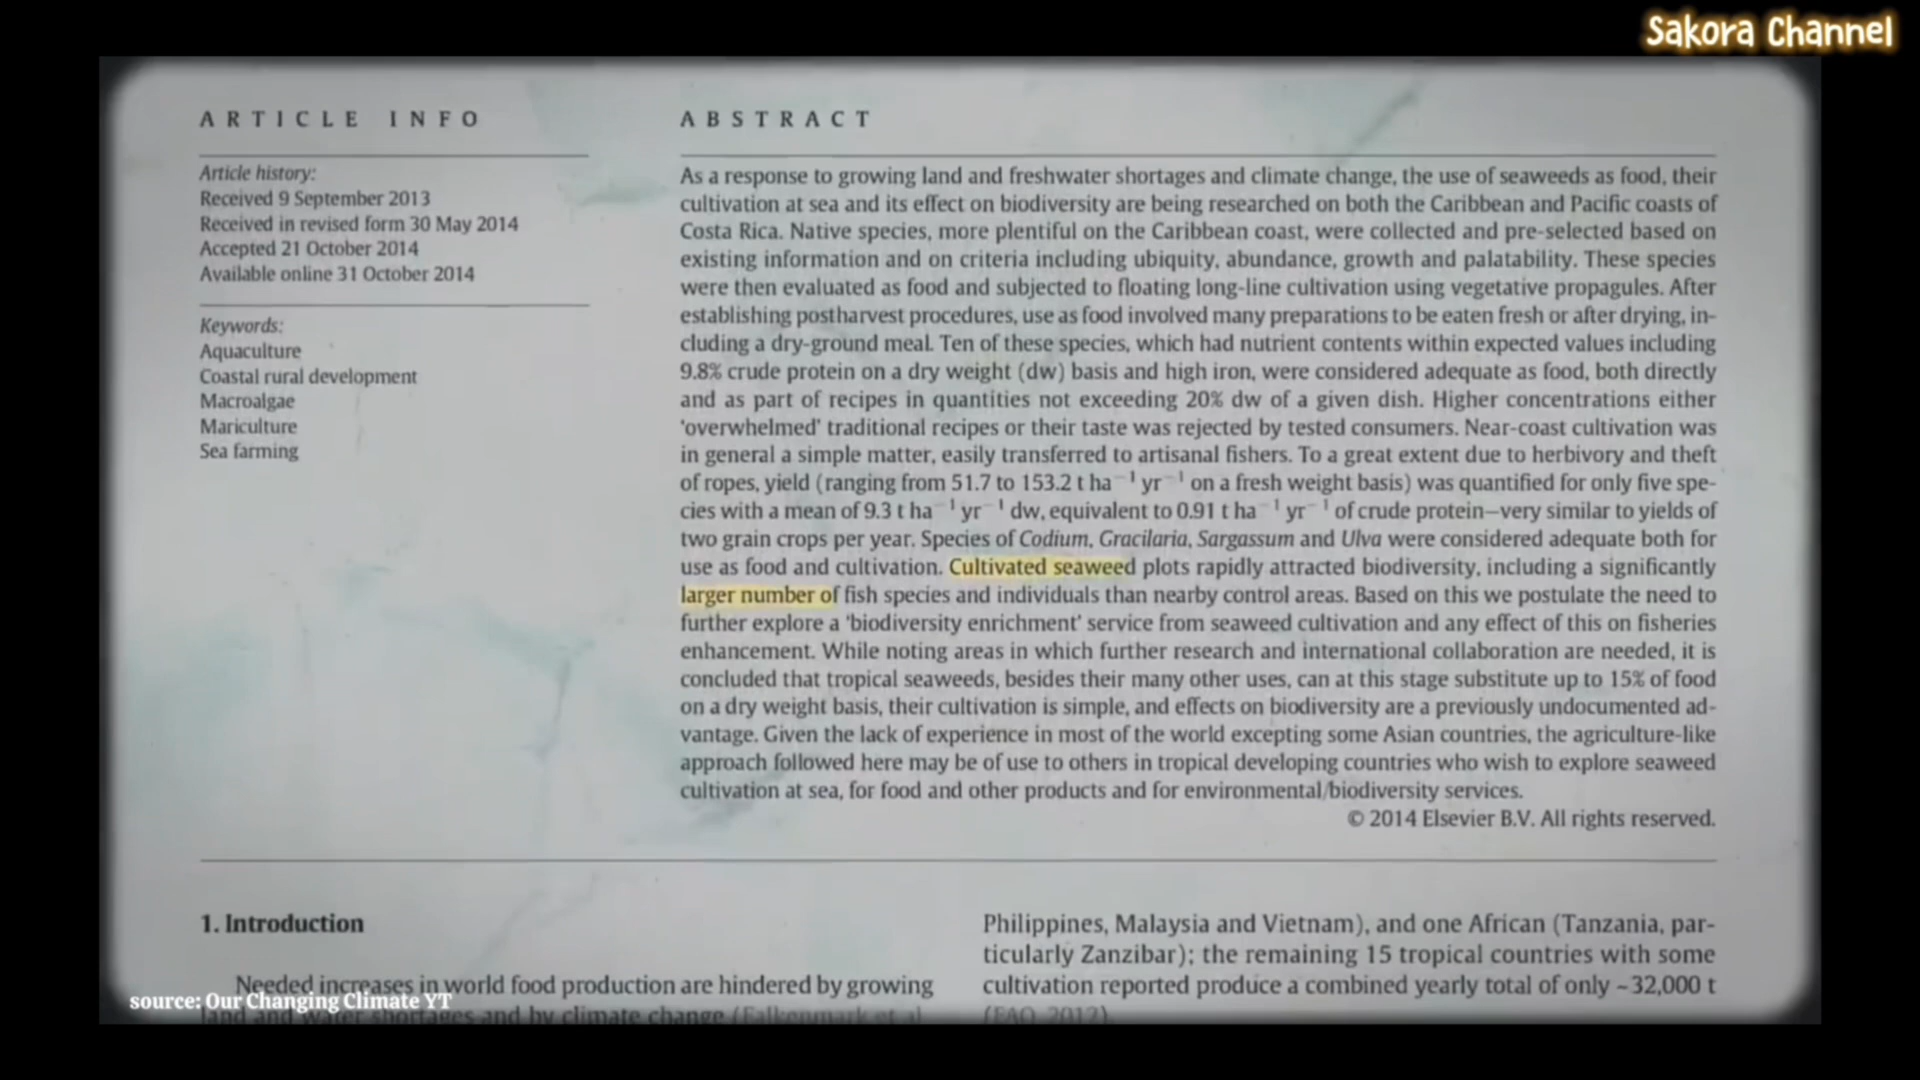 Sakora Channel
ARTICLE INFO
Article history:
Received 9 September 2013
Received in revised form 30 May 2014
Accepted 21 October 2014
Available online 31 October 2014
Keywords:
Aquaculture
Coastal rural development
Macroalgae
Mariculture
Sea farming
ABSTRACT
As a response to growing land and freshwater shortages and climate change, the use of seaweeds as food, their
cultivation at sea and its effect on biodiversity are being researched on both the Caribbean and Pacific coasts of
Costa Rica. Native species, more plentiful on the Caribbean coast, were collected and pre-selected based on
existing information and on criteria including ubiquity, abundance, growth and palatability. These species
were then evaluated as food and subjected to floating long-line cultivation using vegetative propagules. After
establishing postharvest procedures, use as food involved many preparations to be eaten fresh or after drying, in-
cluding a dry-ground meal. Ten of these species, which had nutrient contents within expected values including
9.8% crude protein on a dry weight (dw) basis and high iron, were considered adequate as food, both directly
and as part of recipes in quantities not exceeding 20% dw of a given dish. Higher concentrations either
'overwhelmed' traditional recipes or their taste was rejected by tested consumers. Near-coast cultivation was
in general a simple matter, easily transferred to artisanal fishers. To a great extent due to herbivory and theft
of ropes, yield (ranging from 51.7 to 153.2 t ha⁻¹ yr⁻¹ on a fresh weight basis) was quantified for only five spe-
cies with a mean of 9.3 t ha⁻¹ yr⁻¹ dw, equivalent to 0.91 t ha⁻¹ yr⁻¹ of crude protein—very similar to yields of
two grain crops per year. Species of Codium, Gracilaria, Sargassum and Ulva were considered adequate both for
use as food and cultivation. Cultivated seaweed plots rapidly attracted biodiversity, including a significantly
larger number of fish species and individuals than nearby control areas. Based on this we postulate the need to
further explore a 'biodiversity enrichment' service from seaweed cultivation and any effect of this on fisheries
enhancement. While noting areas in which further research and international collaboration are needed, it is
concluded that tropical seaweeds, besides their many other uses, can at this stage substitute up to 15% of food
on a dry weight basis, their cultivation is simple, and effects on biodiversity are a previously undocumented ad-
vantage. Given the lack of experience in most of the world excepting some Asian countries, the agriculture-like
approach followed here may be of use to others in tropical developing countries who wish to explore seaweed
cultivation at sea, for food and other products and for environmental/biodiversity services.
© 2014 Elsevier B.V. All rights reserved.
1. Introduction
Needed increases in world food production are hindered by growing
land and water shortages and by climate change (Falkenmark et al
Philippines, Malaysia and Vietnam), and one African (Tanzania, par-
ticularly Zanzibar); the remaining 15 tropical countries with some
cultivation reported produce a combined yearly total of only ~32,000 t
(FAO, 2012).
source: Our Changing Climate YT